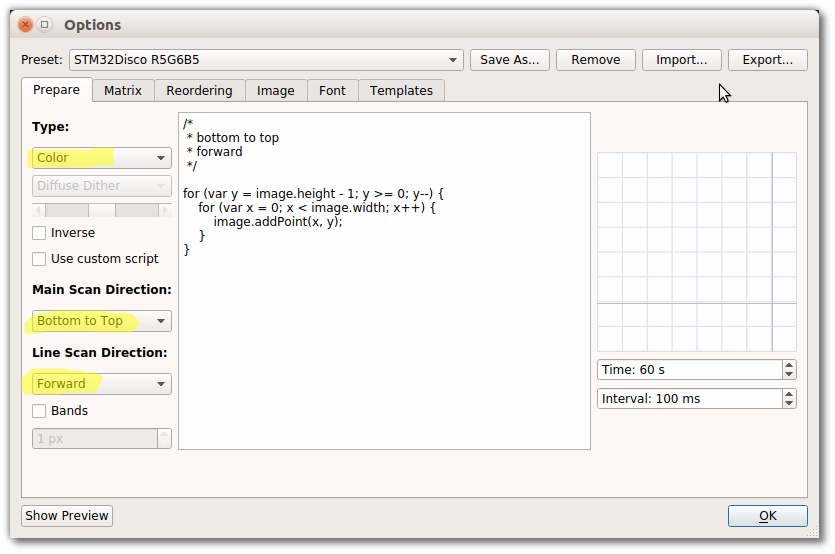 Options
Preset: STM32Disco R5G6B5 Save As... Remove Import... Export...
Prepare Matrix Reordering Image Font Templates
Type:
Color
Diffuse Dither
Inverse
Use custom script
Main Scan Direction:
Bottom to Top
Line Scan Direction:
Forward
Bands
1 px
/*
 * bottom to top
 * forward
 */
for (var y = image.height - 1; y >= 0; y--) {
    for (var x = 0; x < image.width; x++) {
        image.addPoint(x, y);
    }
}
Time: 60 s
Interval: 100 ms
Show Preview OK